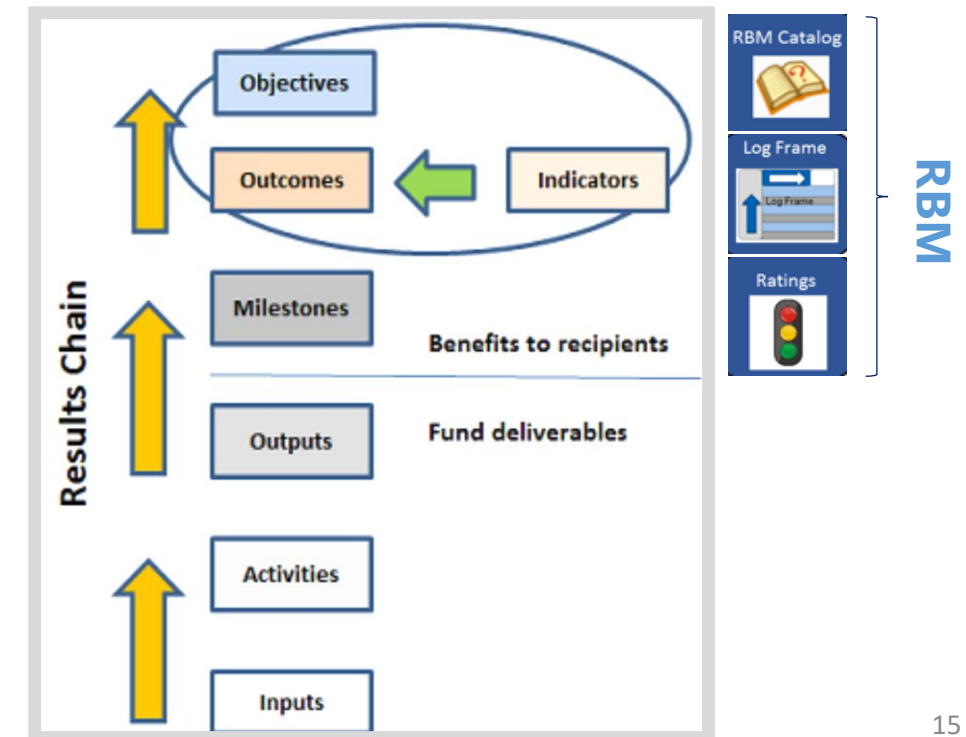 Results Chain
Objectives
Outcomes
Indicators
Milestones
Benefits to recipients
Outputs
Fund deliverables
Activities
Inputs
RBM Catalog
?
Log Frame
Log Frame
Ratings
RBM
15